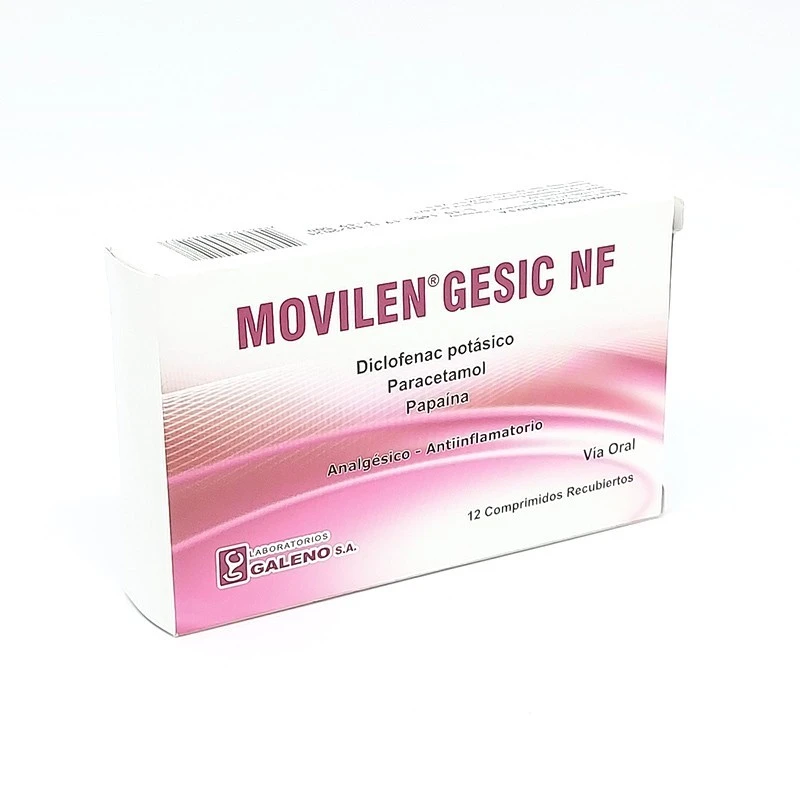 MOVILEN® GESIC NF
Diclofenac potásico
Paracetamol
Papaína
Analgésico - Antiinflamatorio
Vía Oral
12 Comprimidos Recubiertos
LABORATORIOS
GALENO S.A.